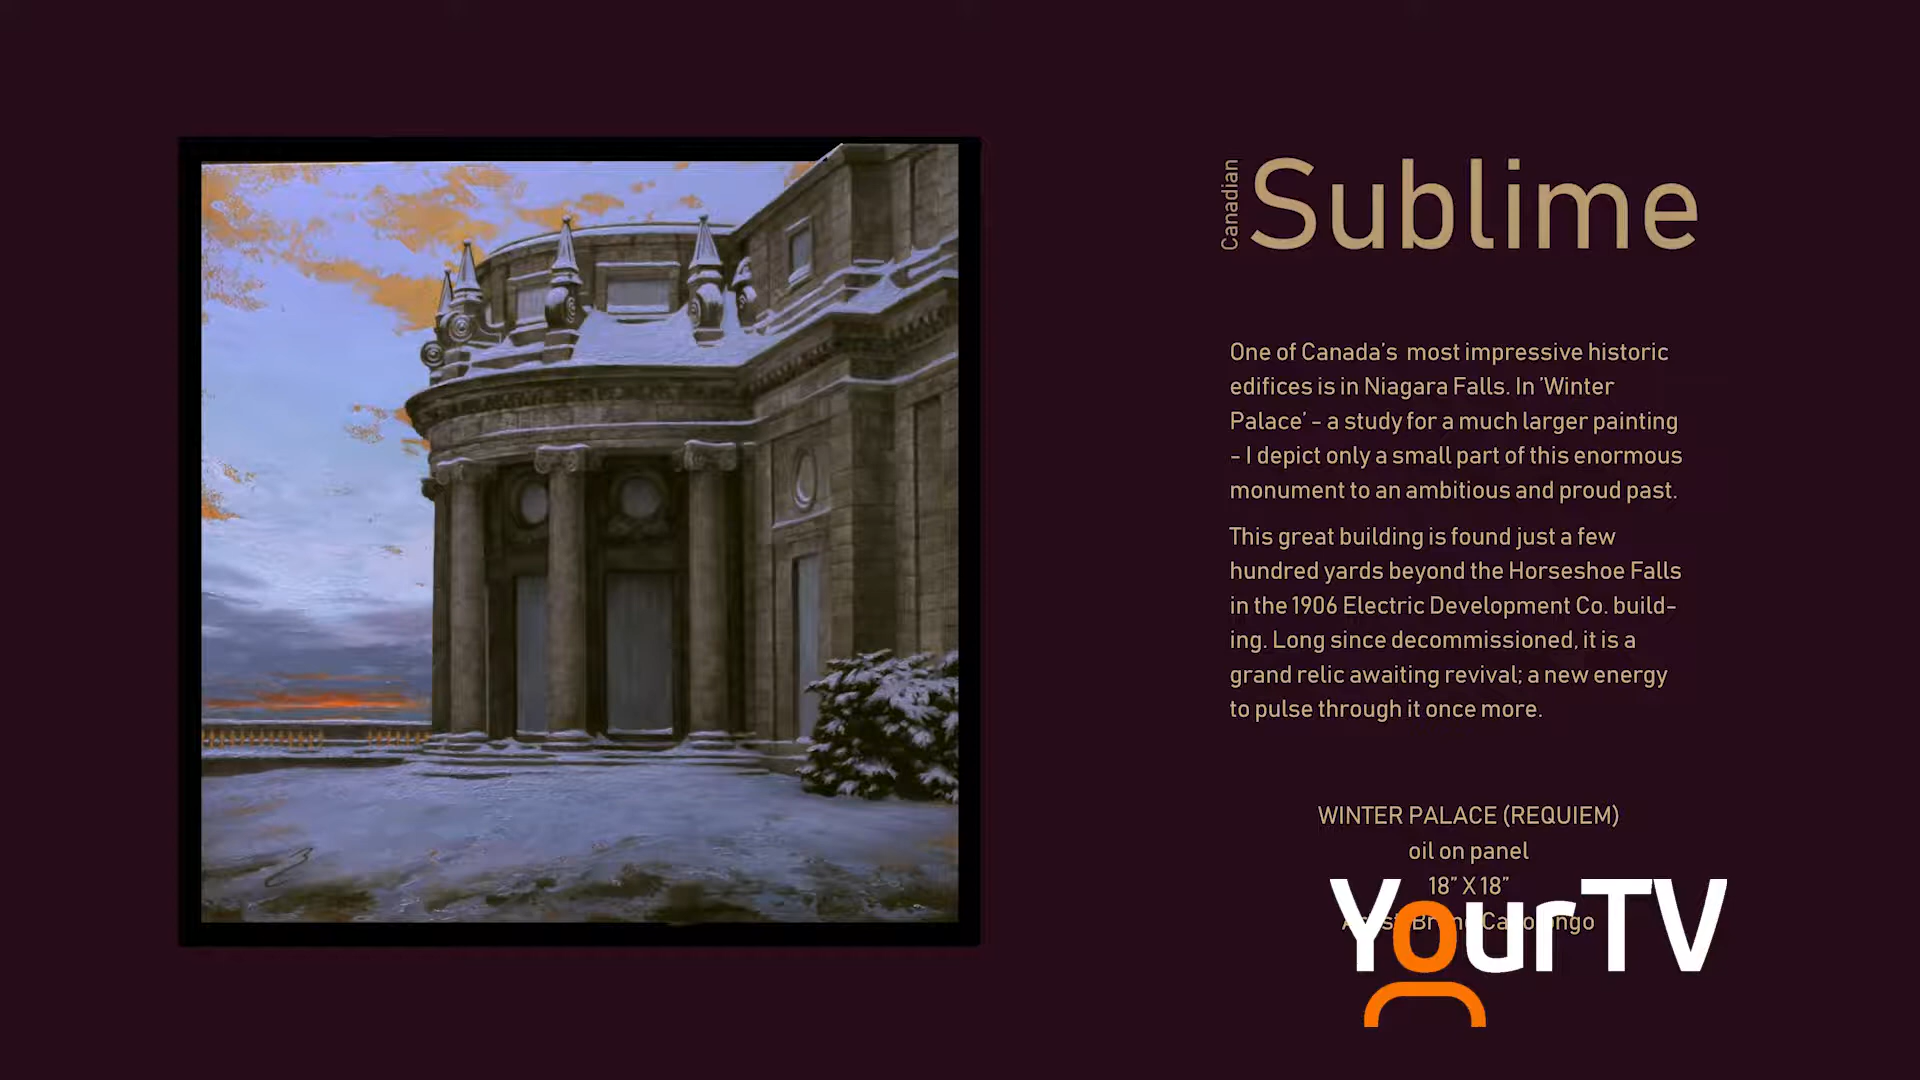 Canadian
Sublime
One of Canada's most impressive historic
edifices is in Niagara Falls. In 'Winter
Palace' - a study for a much larger painting
- I depict only a small part of this enormous
monument to an ambitious and proud past.
This great building is found just a few
hundred yards beyond the Horseshoe Falls
in the 1906 Electric Development Co. build-
ing. Long since decommissioned, it is a
grand relic awaiting revival; a new energy
to pulse through it once more.
WINTER PALACE (REQUIEM)
oil on panel
18" X 18"
YourTV